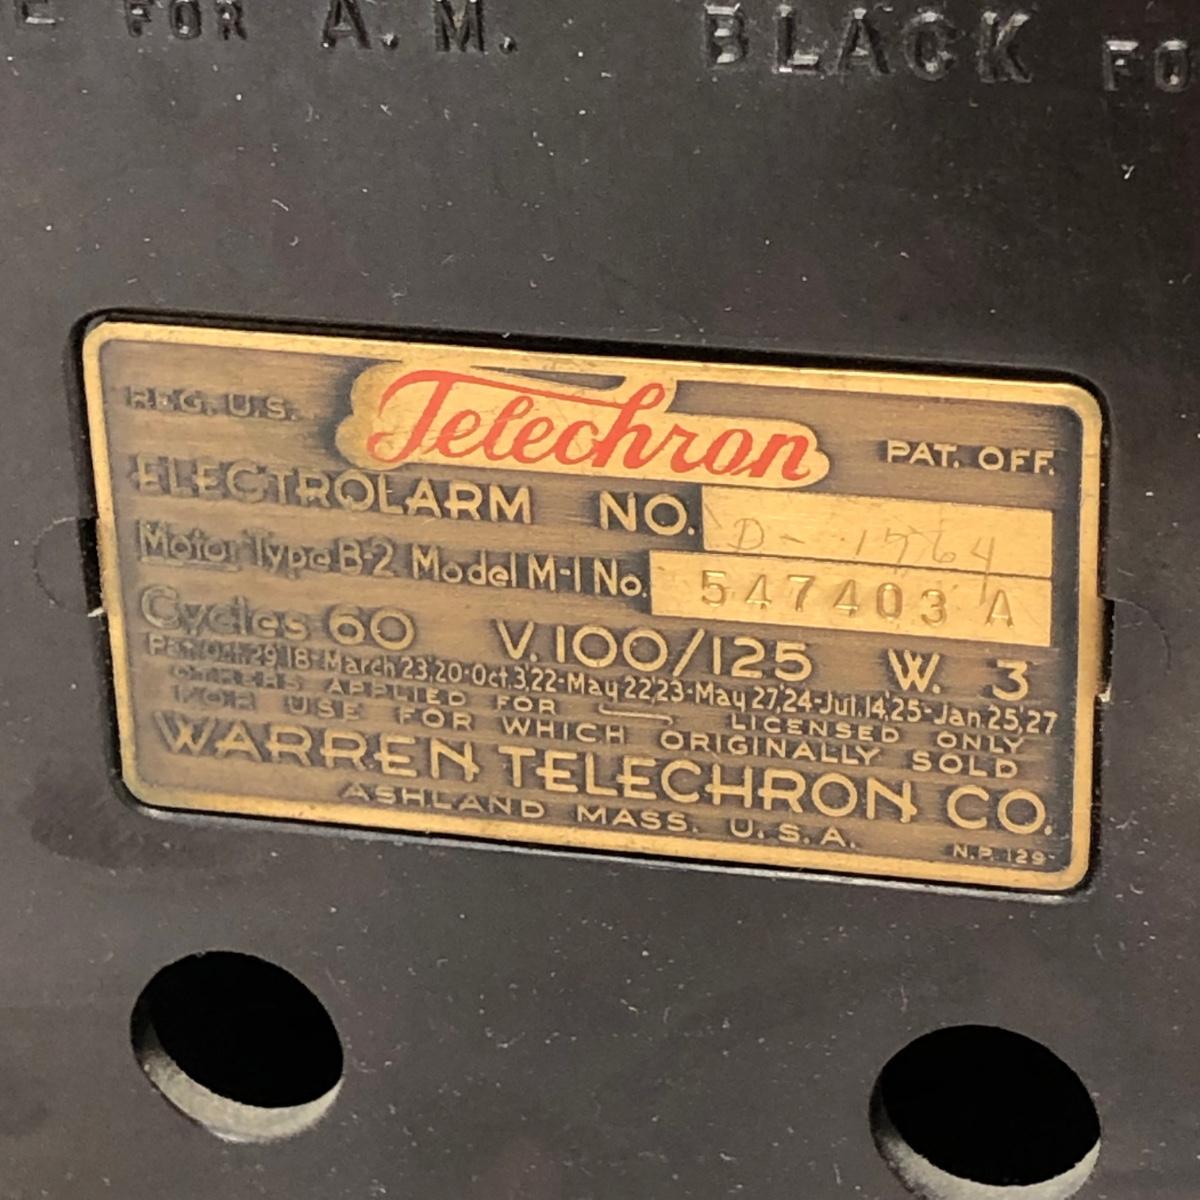 FOR A.M. BLACK FO
REG. U.S. Telechron PAT. OFF.
ELECTROLARM NO. D-1764
Motor Type B-2 Model M-1 No. 547403 A
Cycles 60 V. 100/125 W. 3
Pat. Oct. 29,'18-March 23,'20-Oct. 3,'22-May 22,'23-May 27,'24-Jul. 14,'25-Jan. 25,'27
OTHERS APPLIED FOR LICENSED ONLY
FOR USE FOR WHICH ORIGINALLY SOLD
WARREN TELECHRON CO.
ASHLAND MASS. U.S.A.
N.P. 129